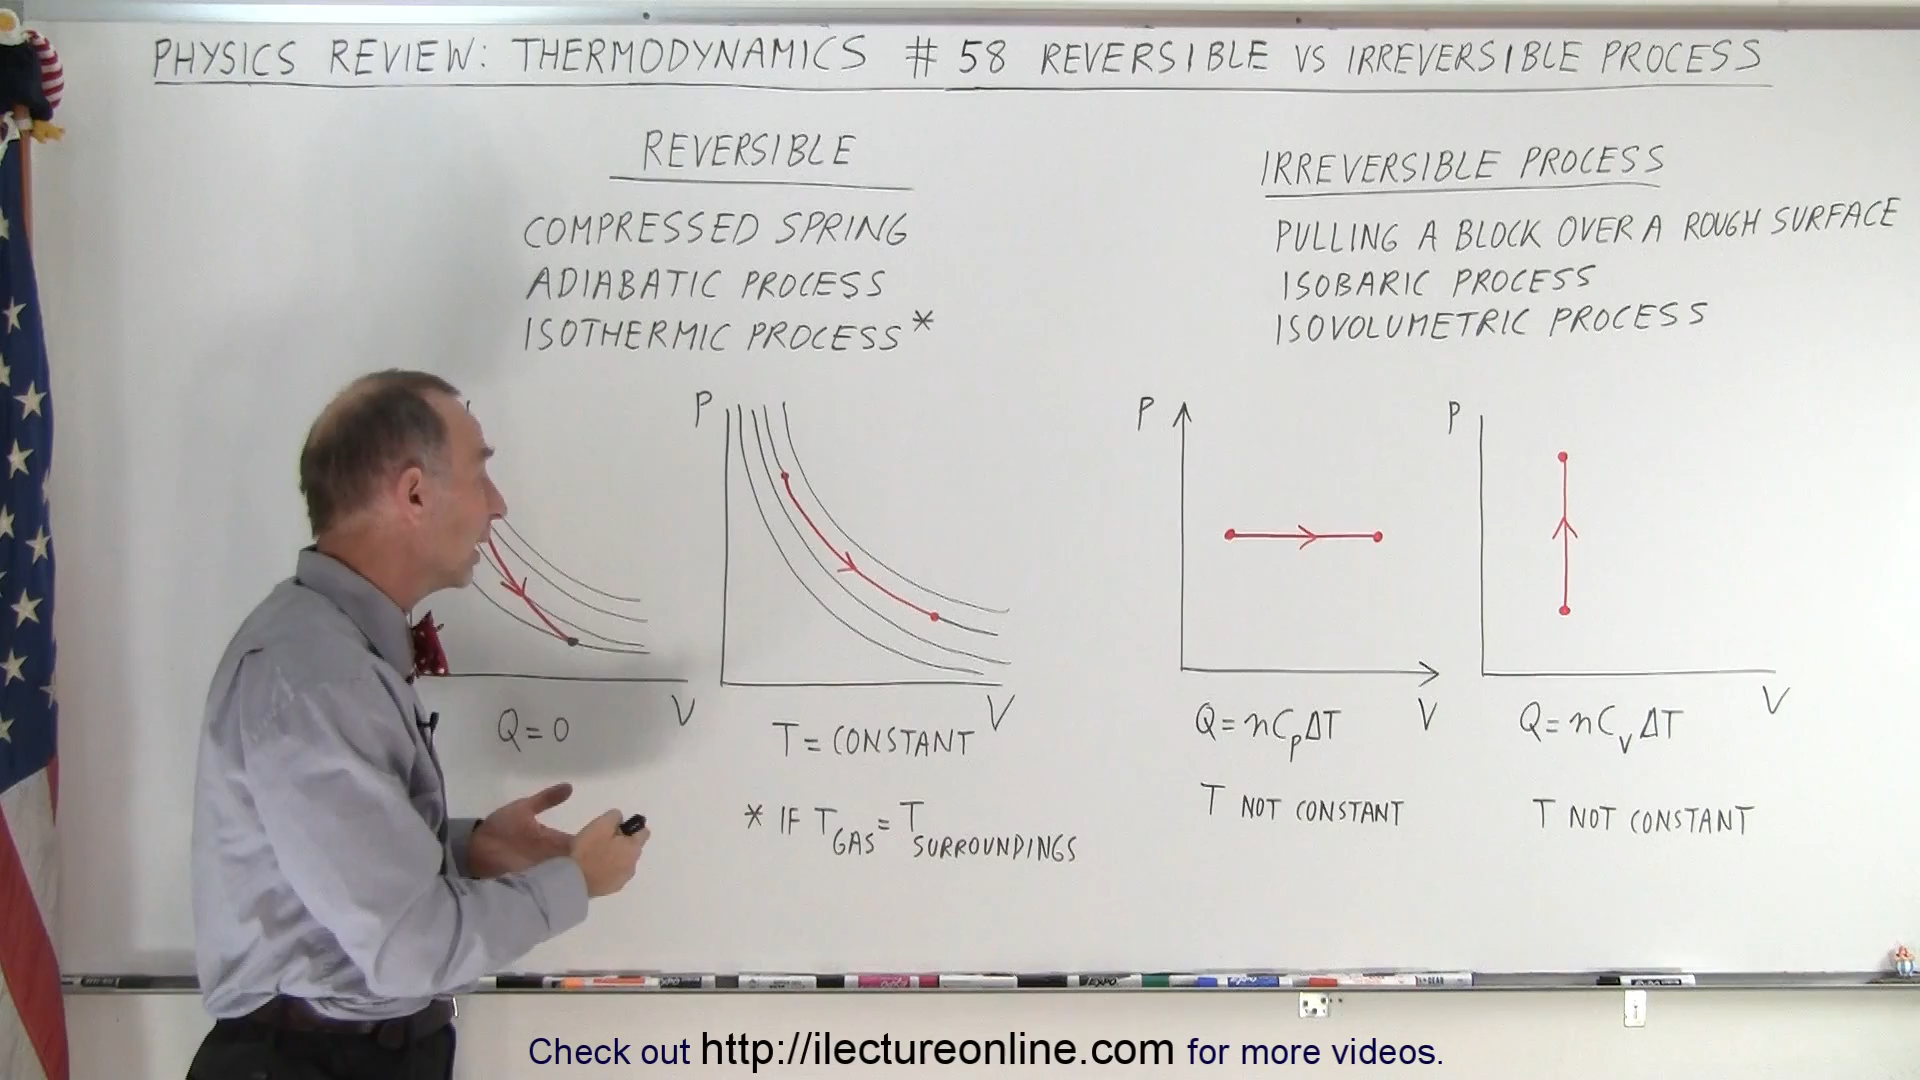 PHYSICS REVIEW: THERMODYNAMICS # 58 REVERSIBLE VS IRREVERSIBLE PROCESS
REVERSIBLE
COMPRESSED SPRING
ADIABATIC PROCESS
ISOTHERMIC PROCESS*
V
Q = 0
P
V
T = CONSTANT
* IF T GAS = T SURROUNDINGS
IRREVERSIBLE PROCESS
PULLING A BLOCK OVER A ROUGH SURFACE
ISOBARIC PROCESS
ISOVOLUMETRIC PROCESS
P
V
Q = nCpΔT
T NOT CONSTANT
P
V
Q = nCvΔT
T NOT CONSTANT
Check out http://ilectureonline.com for more videos.